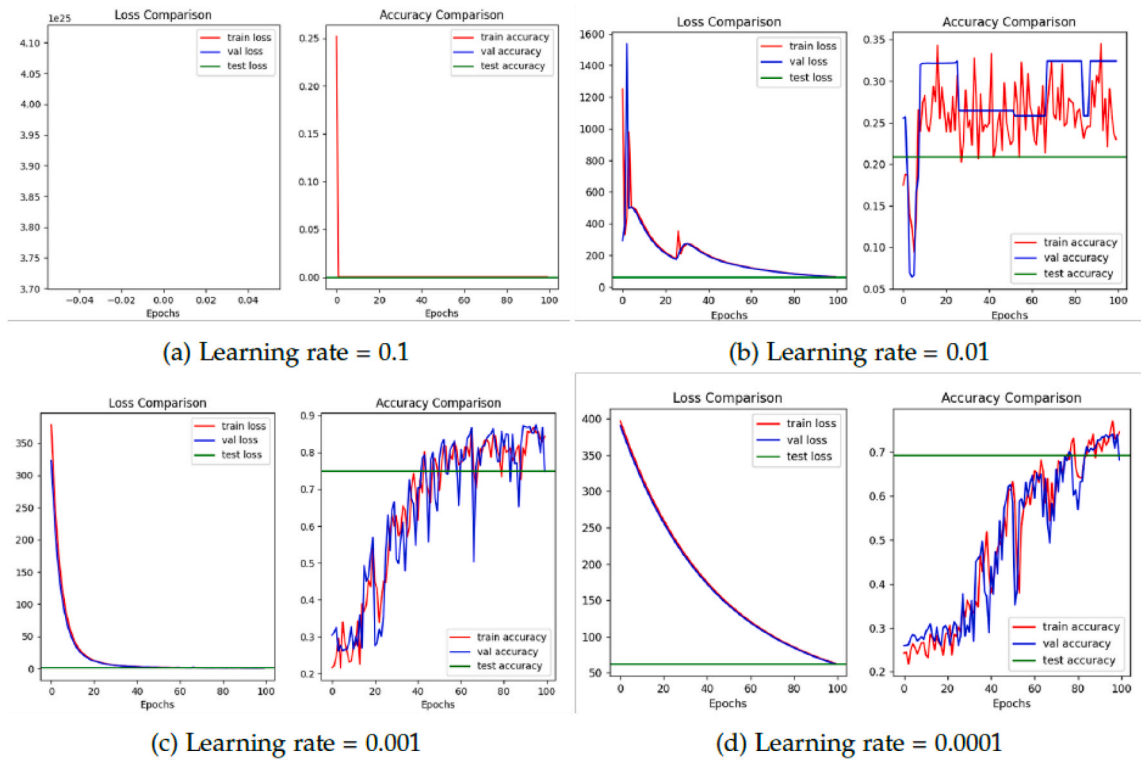 Loss Comparison
1e25
4.10
4.05
4.00
3.95
3.90
3.85
3.80
3.75
3.70
train loss
val loss
test loss
−0.04 −0.02 0.00 0.02 0.04
Epochs
Accuracy Comparison
0.25
0.20
0.15
0.10
0.05
0.00
train accuracy
val accuracy
test accuracy
0 20 40 60 80 100
Epochs
(a) Learning rate = 0.1
Loss Comparison
1600
1400
1200
1000
800
600
400
200
0
train loss
val loss
test loss
0 20 40 60 80 100
Epochs
Accuracy Comparison
0.35
0.30
0.25
0.20
0.25
0.10
0.05
train accuracy
val accuracy
test accuracy
0 20 40 60 80 100
Epochs
(b) Learning rate = 0.01
Loss Comparison
350
300
250
200
150
100
50
0
train loss
val loss
test loss
0 20 40 60 80 100
Epochs
Accuracy Comparison
0.9
0.8
0.7
0.6
0.5
0.4
0.3
0.2
train accuracy
val accuracy
test accuracy
0 20 40 60 80 100
Epochs
(c) Learning rate = 0.001
Loss Comparison
400
350
300
250
200
150
100
50
train loss
val loss
test loss
0 20 40 60 80 100
Epochs
Accuracy Comparison
0.7
0.6
0.5
0.4
0.3
0.2
train accuracy
val accuracy
test accuracy
0 20 40 60 80 100
Epochs
(d) Learning rate = 0.0001